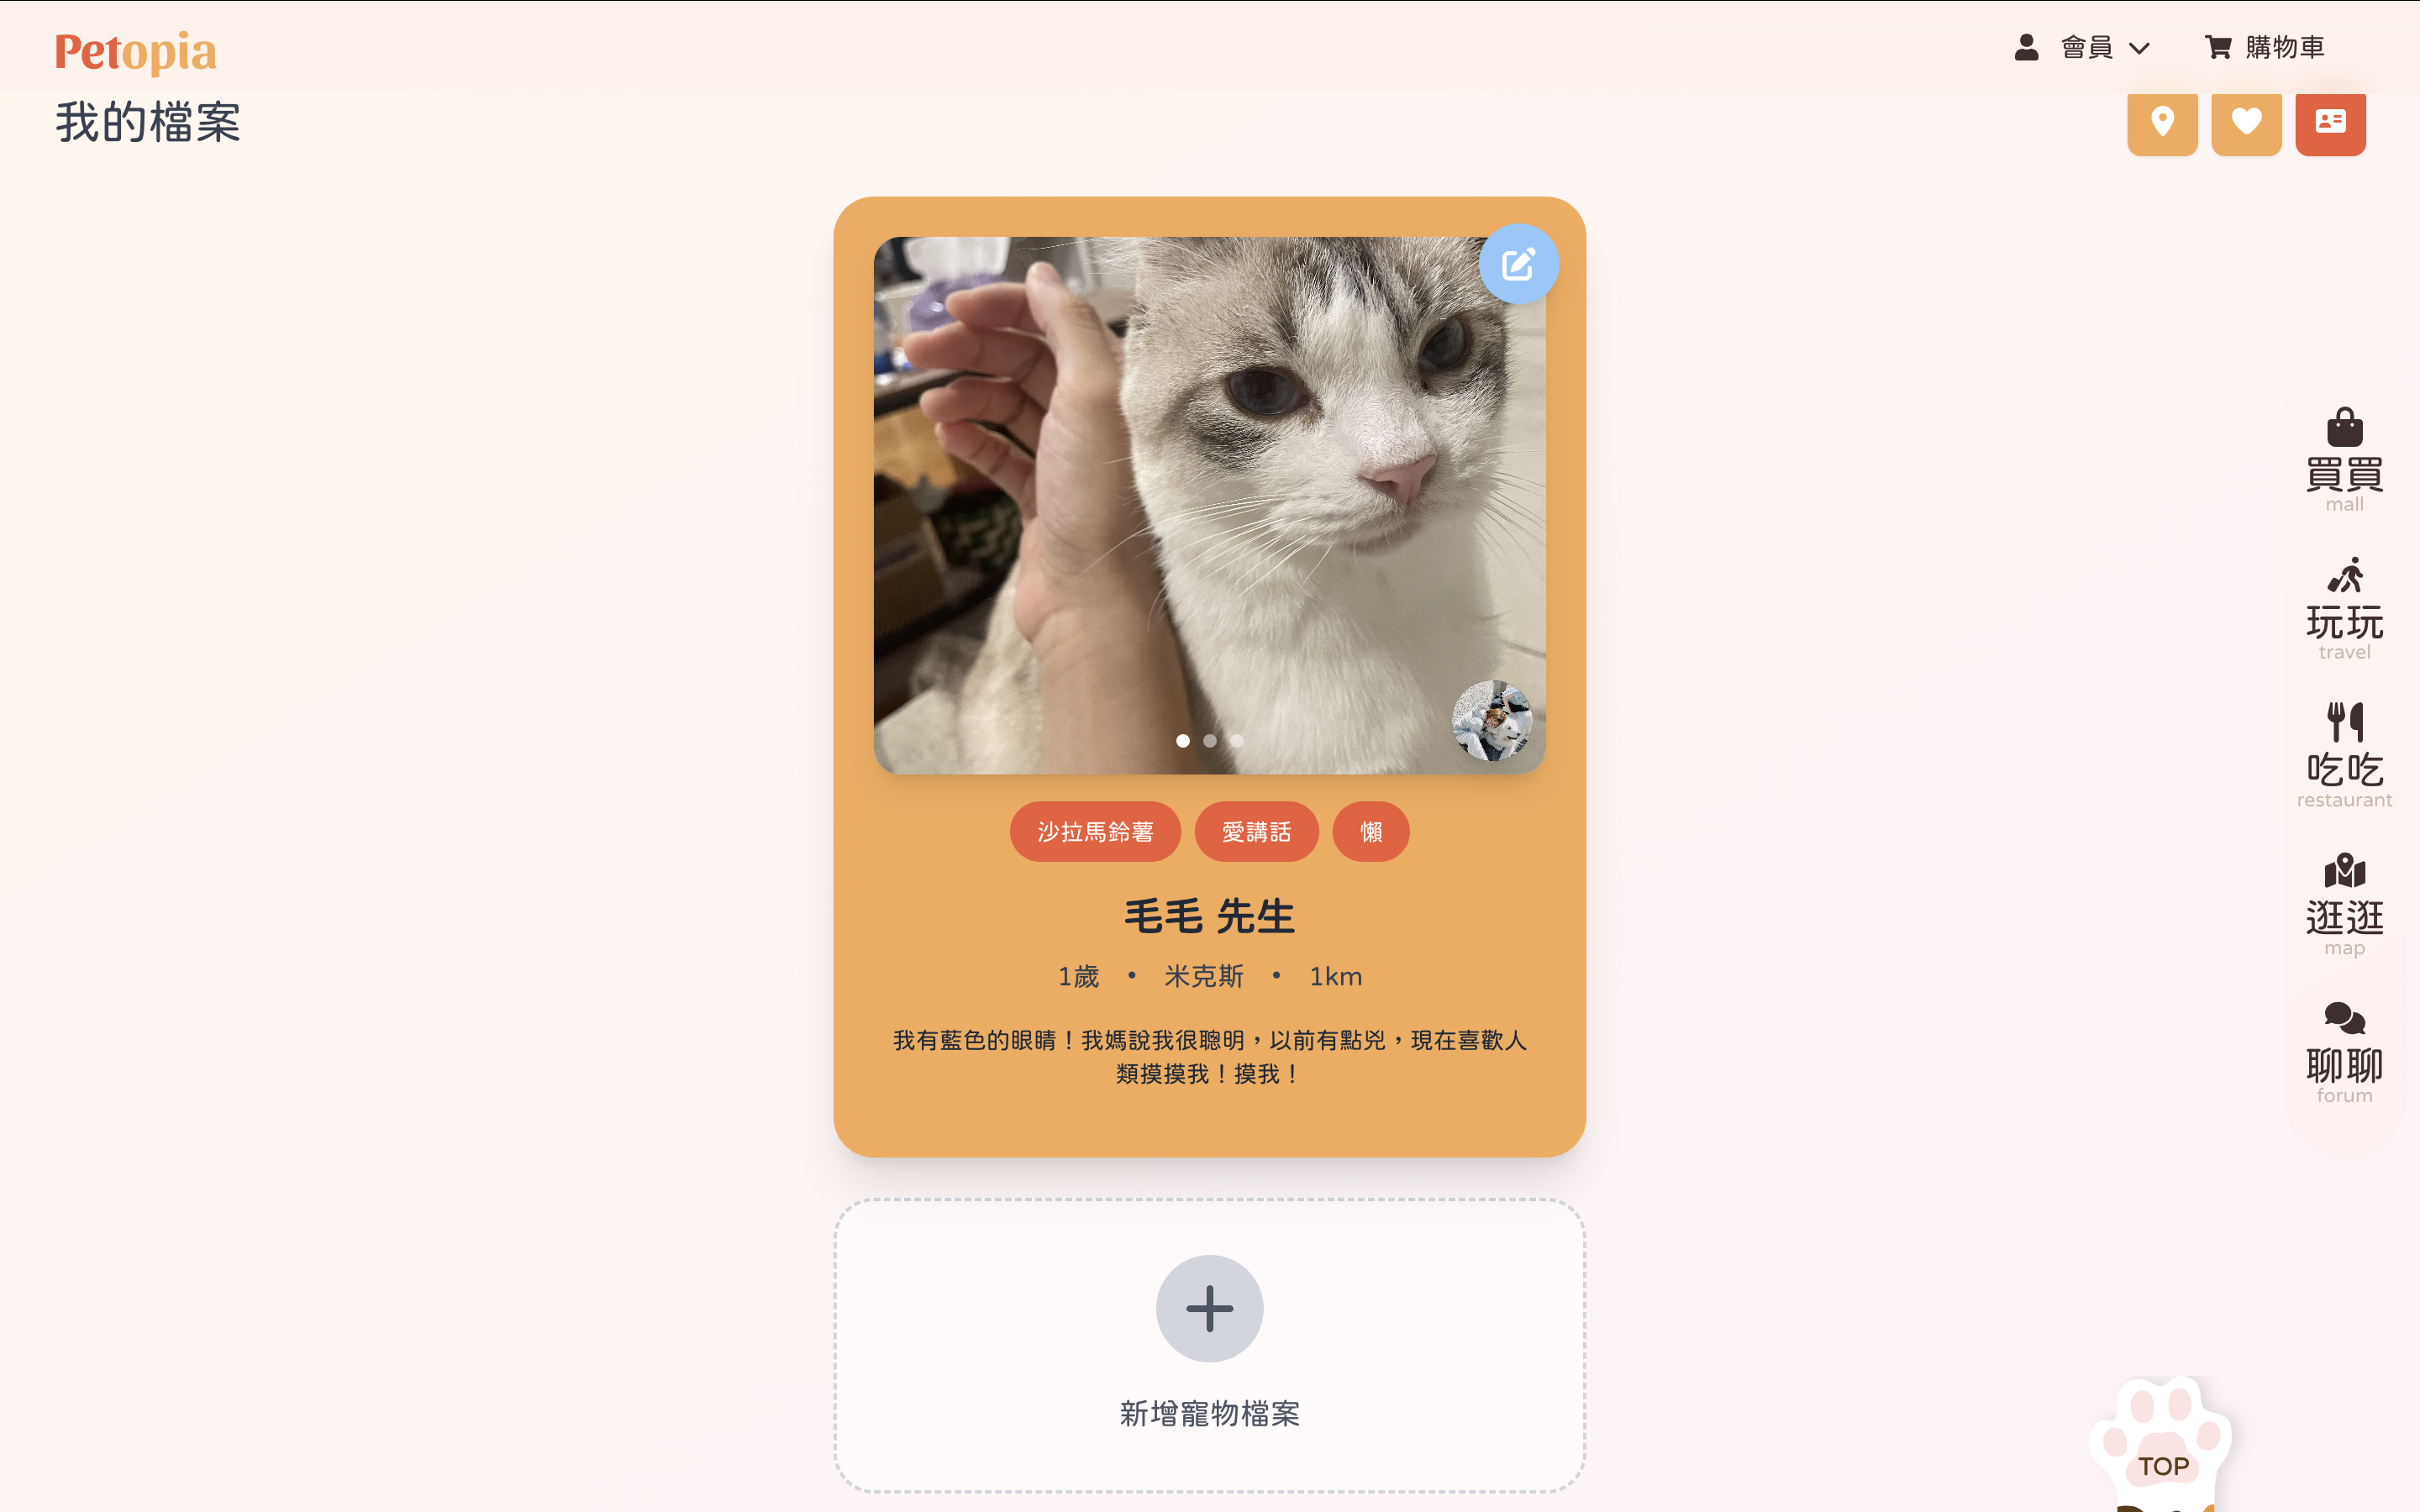 Petopia
會員
購物車
我的檔案
沙拉馬鈴薯
愛講話
懶
毛毛 先生
1歲 • 米克斯 • 1km
我有藍色的眼睛！我媽說我很聰明，以前有點兇，現在喜歡人
類摸摸我！摸我！
新增寵物檔案
買買
mall
玩玩
travel
吃吃
restaurant
逛逛
map
聊聊
forum
TOP